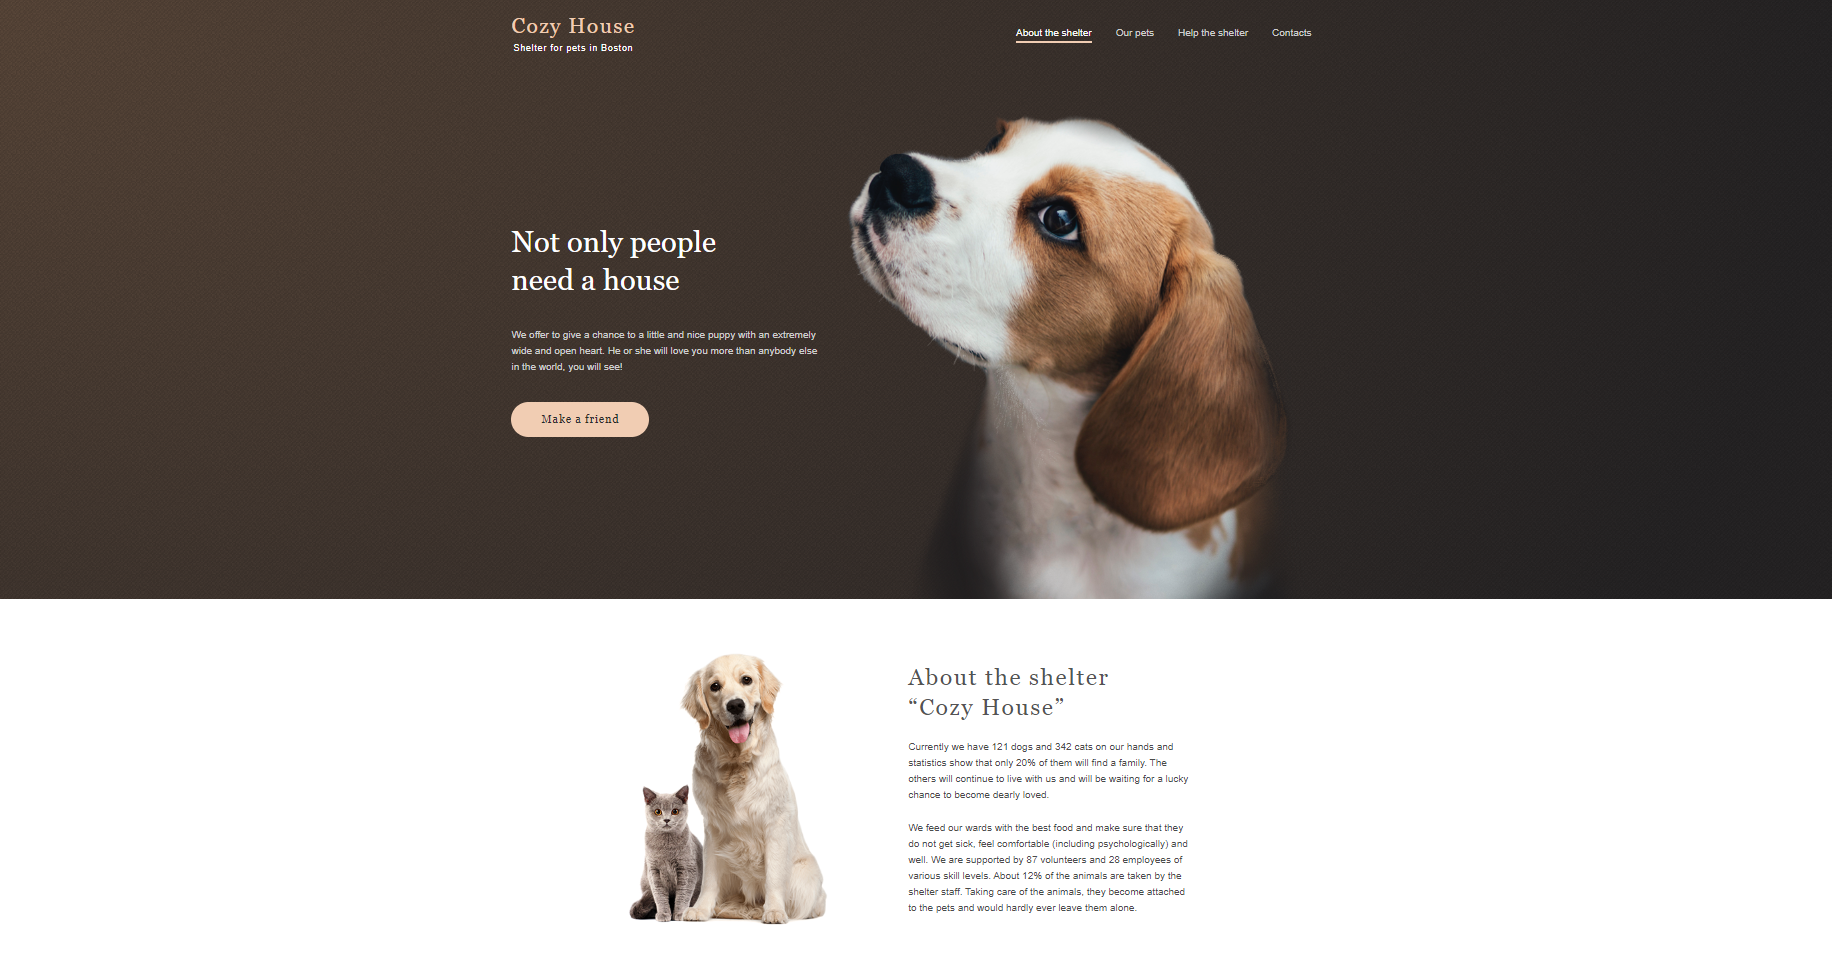 Cozy House
Shelter for pets in Boston
About the shelter
Our pets
Help the shelter
Contacts
Not only people
need a house
We offer to give a chance to a little and nice puppy with an extremely
wide and open heart. He or she will love you more than anybody else
in the world, you will see!
Make a friend
About the shelter
“Cozy House”
Currently we have 121 dogs and 342 cats on our hands and
statistics show that only 20% of them will find a family. The
others will continue to live with us and will be waiting for a lucky
chance to become dearly loved.
We feed our wards with the best food and make sure that they
do not get sick, feel comfortable (including psychologically) and
well. We are supported by 87 volunteers and 28 employees of
various skill levels. About 12% of the animals are taken by the
shelter staff. Taking care of the animals, they become attached
to the pets and would hardly ever leave them alone.